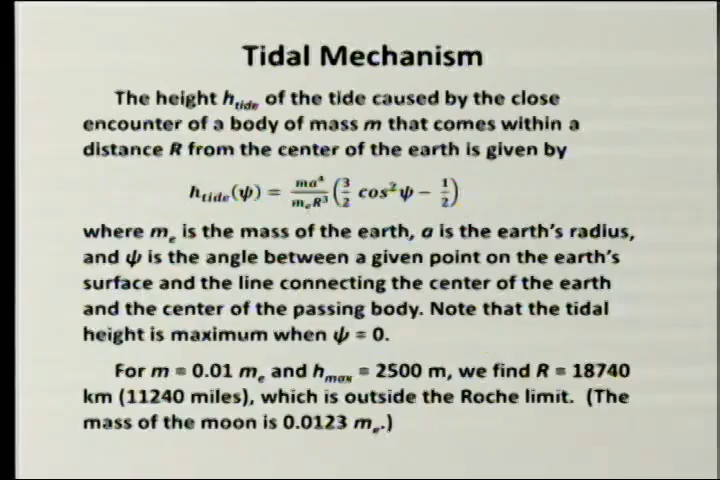 Tidal Mechanism
The height h_tide of the tide caused by the close
encounter of a body of mass m that comes within a
distance R from the center of the earth is given by
h_tide(ψ) = ma⁴/mₑR³ (3/2 cos²ψ − 1/2)
where mₑ is the mass of the earth, a is the earth's radius,
and ψ is the angle between a given point on the earth's
surface and the line connecting the center of the earth
and the center of the passing body. Note that the tidal
height is maximum when ψ = 0.
For m = 0.01 mₑ and h_max = 2500 m, we find R = 18740
km (11240 miles), which is outside the Roche limit. (The
mass of the moon is 0.0123 mₑ.)